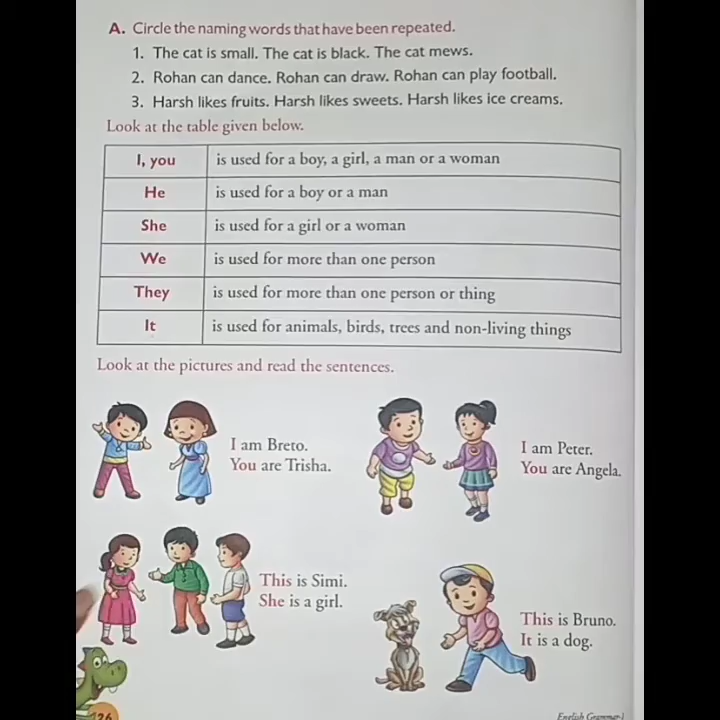 A. Circle the naming words that have been repeated.
1. The cat is small. The cat is black. The cat mews.
2. Rohan can dance. Rohan can draw. Rohan can play football.
3. Harsh likes fruits. Harsh likes sweets. Harsh likes ice creams.
Look at the table given below.
I, you is used for a boy, a girl, a man or a woman
He is used for a boy or a man
She is used for a girl or a woman
We is used for more than one person
They is used for more than one person or thing
It is used for animals, birds, trees and non-living things
Look at the pictures and read the sentences.
I am Breto.
You are Trisha.
I am Peter.
You are Angela.
This is Simi.
She is a girl.
This is Bruno.
It is a dog.
26
English Grammar-1